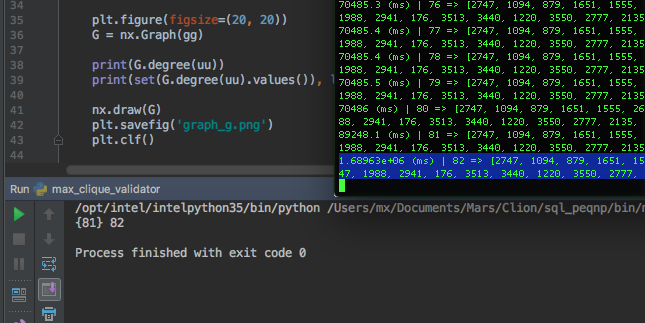 34
35 plt.figure(figsize=(20, 20))
36 G = nx.Graph(gg)
37
38 print(G.degree(uu))
39 print(set(G.degree(uu).values()),
40
41 nx.draw(G)
42 plt.savefig('graph_g.png')
43 plt.clf()
44
70485.3 (ms) | 76 => [2747, 1094, 879, 1651, 1555,
1988, 2941, 176, 3513, 3440, 1220, 3550, 2777, 2135
70485.4 (ms) | 77 => [2747, 1094, 879, 1651, 1555,
1988, 2941, 176, 3513, 3440, 1220, 3550, 2777, 2135
70485.4 (ms) | 78 => [2747, 1094, 879, 1651, 1555,
1988, 2941, 176, 3513, 3440, 1220, 3550, 2777, 2135
70485.5 (ms) | 79 => [2747, 1094, 879, 1651, 1555,
1988, 2941, 176, 3513, 3440, 1220, 3550, 2777, 2135
70486 (ms) | 80 => [2747, 1094, 879, 1651, 1555, 26
88, 2941, 176, 3513, 3440, 1220, 3550, 2777, 2135,
89248.1 (ms) | 81 => [2747, 1094, 879, 1651, 1555,
1988, 2941, 176, 3513, 3440, 1220, 3550, 2777, 2135
1.68963e+06 (ms) | 82 => [2747, 1094, 879, 1651, 15
47, 1988, 2941, 176, 3513, 3440, 1220, 3550, 2777,
Run max_clique_validator
/opt/intel/intelpython35/bin/python /Users/mx/Documents/Mars/Clion/sql_peqnp/bin/
{81} 82
Process finished with exit code 0